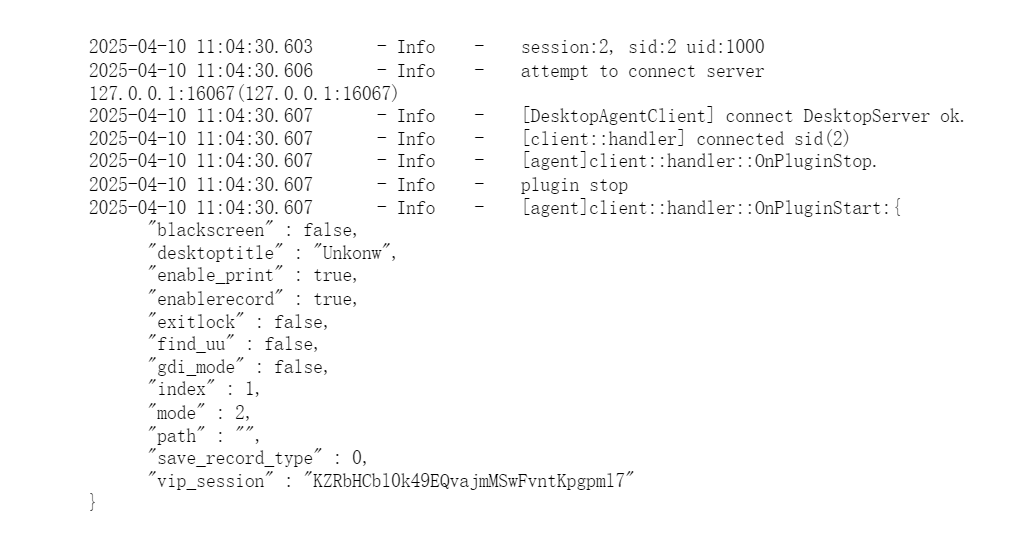 2025-04-10 11:04:30.603 - Info - session:2, sid:2 uid:1000
2025-04-10 11:04:30.606 - Info - attempt to connect server
127.0.0.1:16067(127.0.0.1:16067)
2025-04-10 11:04:30.607 - Info - [DesktopAgentClient] connect DesktopServer ok.
2025-04-10 11:04:30.607 - Info - [client::handler] connected sid(2)
2025-04-10 11:04:30.607 - Info - [agent]client::handler::OnPluginStop.
2025-04-10 11:04:30.607 - Info - plugin stop
2025-04-10 11:04:30.607 - Info - [agent]client::handler::OnPluginStart:{
"blackscreen" : false,
"desktoptitle" : "Unkonw",
"enable_print" : true,
"enablerecord" : true,
"exitlock" : false,
"find_uu" : false,
"gdi_mode" : false,
"index" : 1,
"mode" : 2,
"path" : "",
"save_record_type" : 0,
"vip_session" : "KZRbHCbl0k49EQvajmMSwFvntKpgpml7"
}